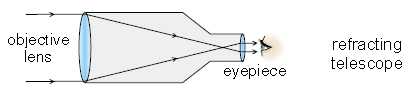 objective
lens
eyepiece
refracting
telescope